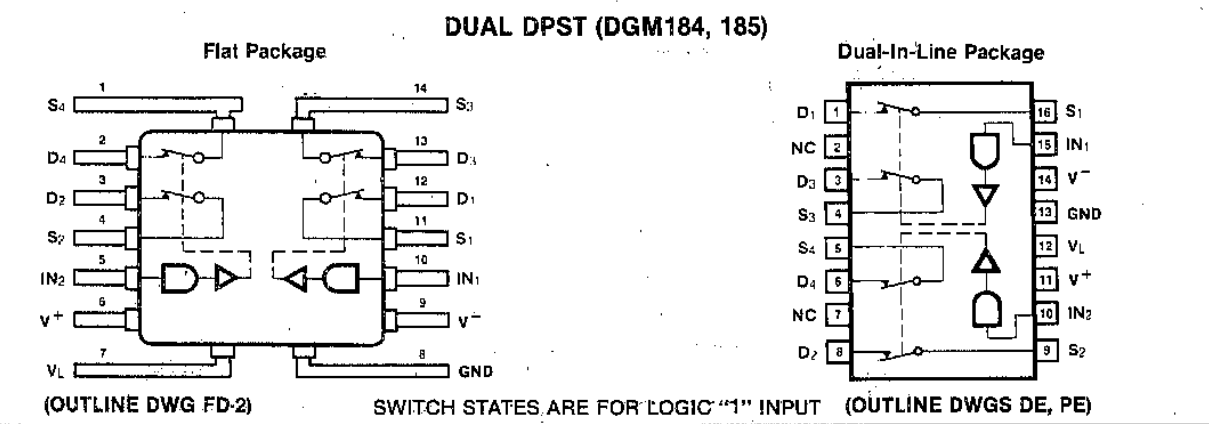 DUAL DPST (DGM184, 185)
Flat Package
1
S4
14
S3
2
D4
13
D3
3
D2
12
D1
4
S2
11
S1
5
IN2
10
IN1
6
V+
9
V−
7
VL
8
GND
(OUTLINE DWG FD-2)
Dual-In-Line Package
D1 1
16 S1
NC 2
15 IN1
D3 3
14 V−
S3 4
13 GND
S4 5
12 VL
D4 6
11 V+
NC 7
10 IN2
D2 8
9 S2
SWITCH STATES ARE FOR LOGIC "1" INPUT
(OUTLINE DWGS DE, PE)